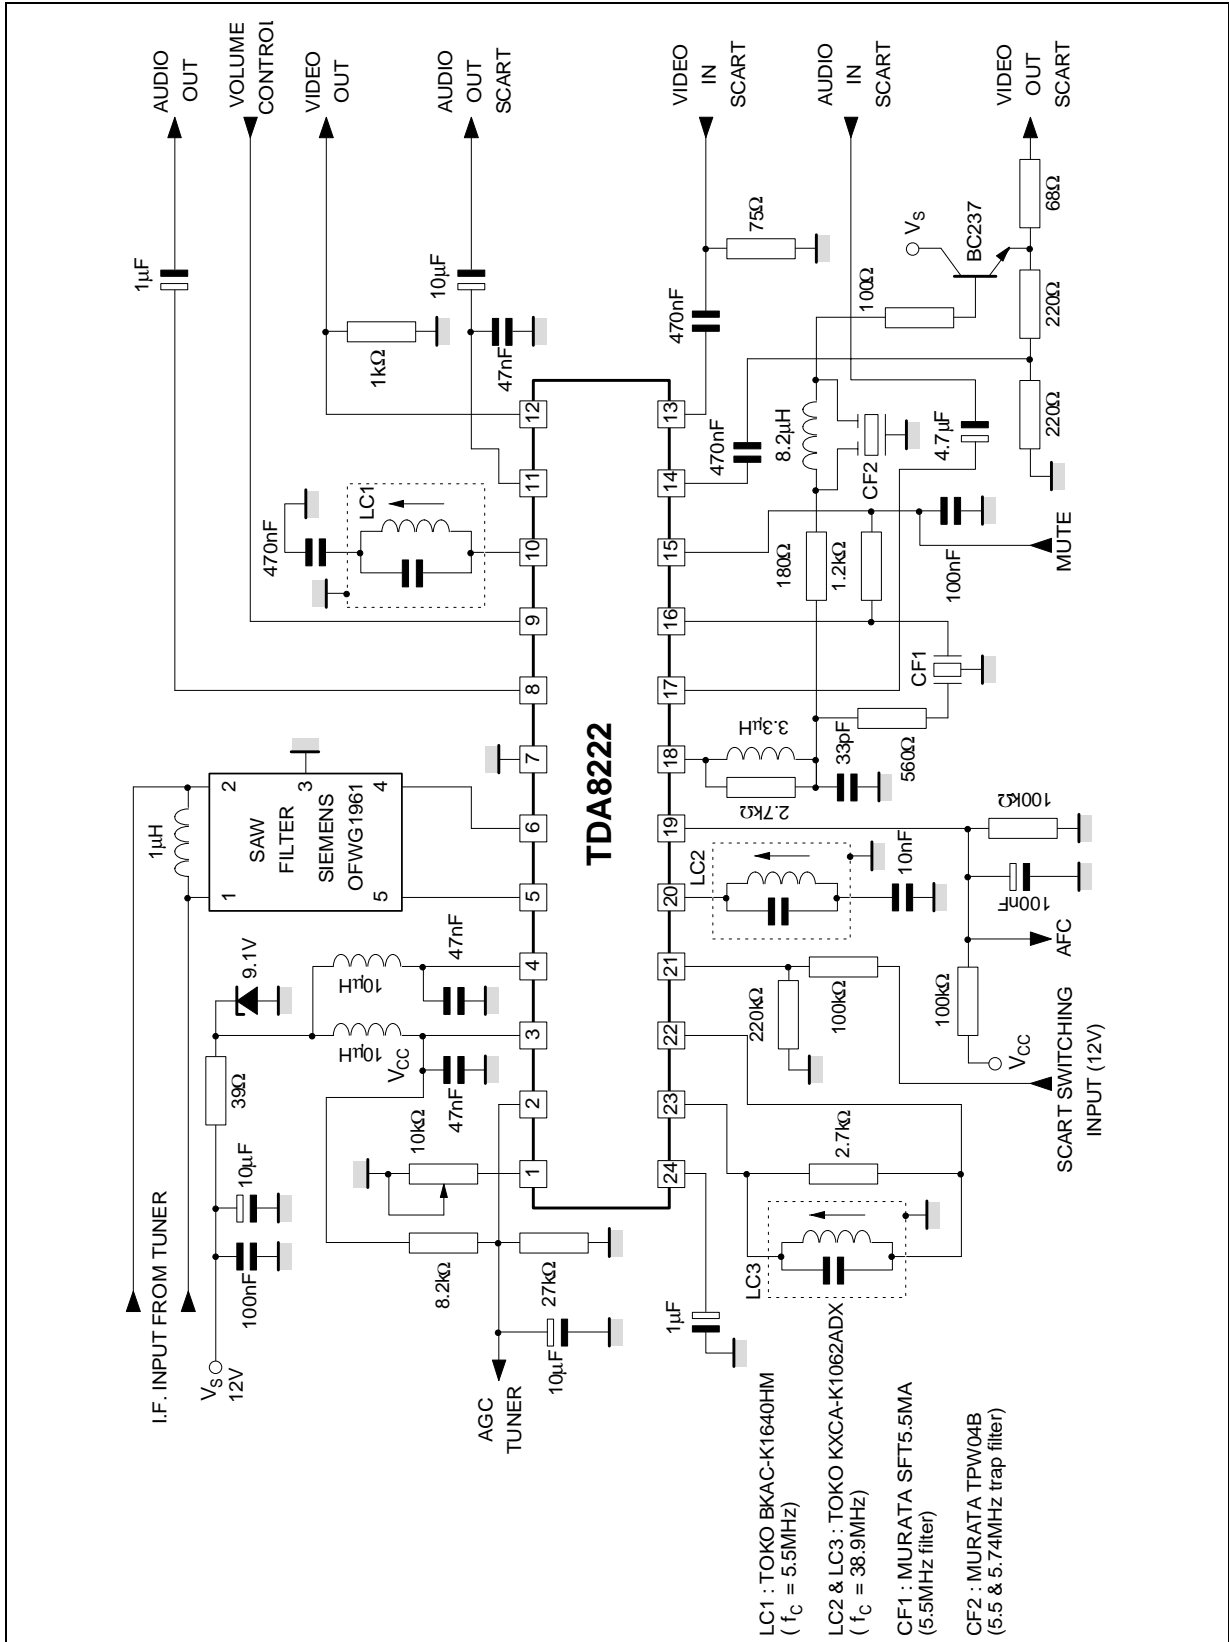 I.F. INPUT FROM TUNER
VS
12V
100nF
10µF
39Ω
9.1V
10µH
10µH
VCC
47nF
47nF
1µH
1
2
3
4
5
SAW
FILTER
SIEMENS
OFWG1961
AGC
TUNER
8.2kΩ
27kΩ
10µF
10kΩ
1µF
AUDIO
OUT
VOLUME
CONTROL
VIDEO
OUT
1kΩ
10µF
47nF
AUDIO
OUT
SCART
470nF
LC1
1
2
3
4
5
6
7
8
9
10
11
12
TDA8222
24
23
22
21
20
19
18
17
16
15
14
13
1µF
LC3
2.7kΩ
220kΩ
100kΩ
SCART SWITCHING
INPUT (12V)
LC2
10nF
VCC
100kΩ
AFC
100nF
100kΩ
2.7kΩ
3.3µH
33pF
560Ω
CF1
180Ω
1.2kΩ
100nF
MUTE
8.2µH
CF2
4.7µF
470nF
470nF
75Ω
VIDEO
IN
SCART
AUDIO
IN
SCART
100Ω
VS
BC237
220Ω
220Ω
68Ω
VIDEO
OUT
SCART
LC1 : TOKO BKAC-K1640HM
( fC = 5.5MHz)
LC2 & LC3 : TOKO KXCA-K1062ADX
( fC = 38.9MHz)
CF1 : MURATA SFT5.5MA
(5.5MHz filter)
CF2 : MURATA TPW04B
(5.5 & 5.74MHz trap filter)